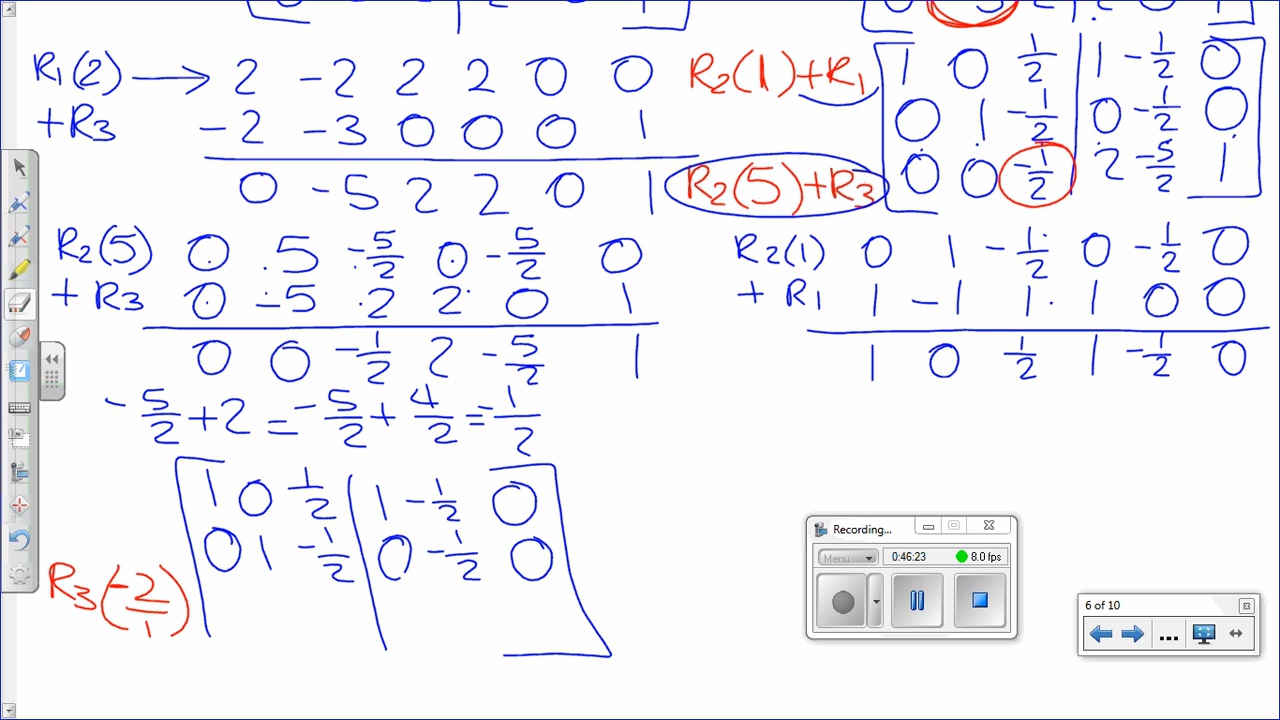 R1(2) → 2 -2 2 2 0 0
+R3 -2 -3 0 0 0 1
0 -5 2 2 0 1
R2(1)+R1
R2(5)+R3
1 0 1/2 | 1 -1/2 0
0 1 -1/2 | 0 -1/2 0
0 0 -1/2 | 2 -5/2 1
R2(5) 0 5 -5/2 0 -5/2 0
+ R3 0 -5 2 2 0 1
0 0 -1/2 2 -5/2 1
R2(1) 0 1 -1/2 0 -1/2 0
+ R1 1 -1 1 1 0 0
1 0 1/2 1 -1/2 0
-5/2 + 2 = -5/2 + 4/2 = -1/2
1 0 1/2 | 1 -1/2 0
0 1 -1/2 | 0 -1/2 0
R3(-2/1)
Recording...
Menu 0:46:23 8.0 fps
6 of 10